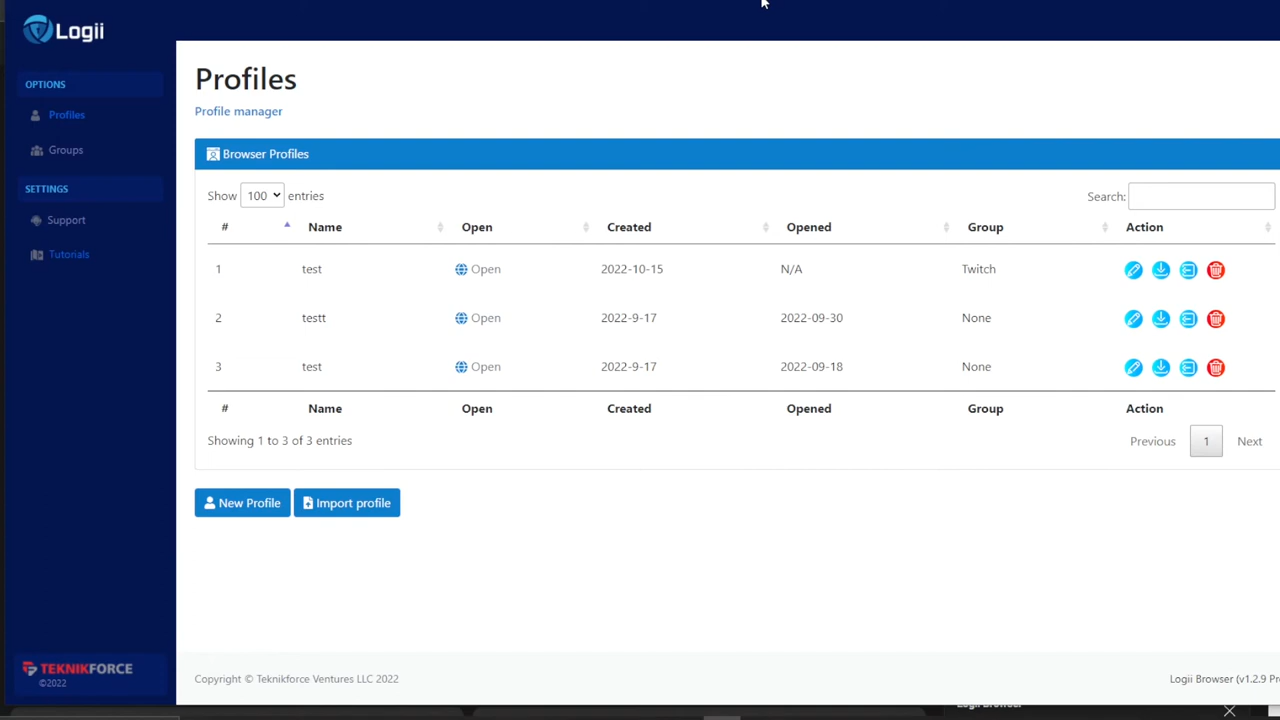 Logii
OPTIONS
Profiles
Groups
SETTINGS
Support
Tutorials
TEKNIKFORCE
©2022
Profiles
Profile manager
Browser Profiles
Show 100 entries
Search:
# Name Open Created Opened Group Action
1 test Open 2022-10-15 N/A Twitch
2 testt Open 2022-9-17 2022-09-30 None
3 test Open 2022-9-17 2022-09-18 None
# Name Open Created Opened Group Action
Showing 1 to 3 of 3 entries
Previous 1 Next
New Profile Import profile
Copyright © Teknikforce Ventures LLC 2022
Logii Browser (v1.2.9 Pr
Logii Browser